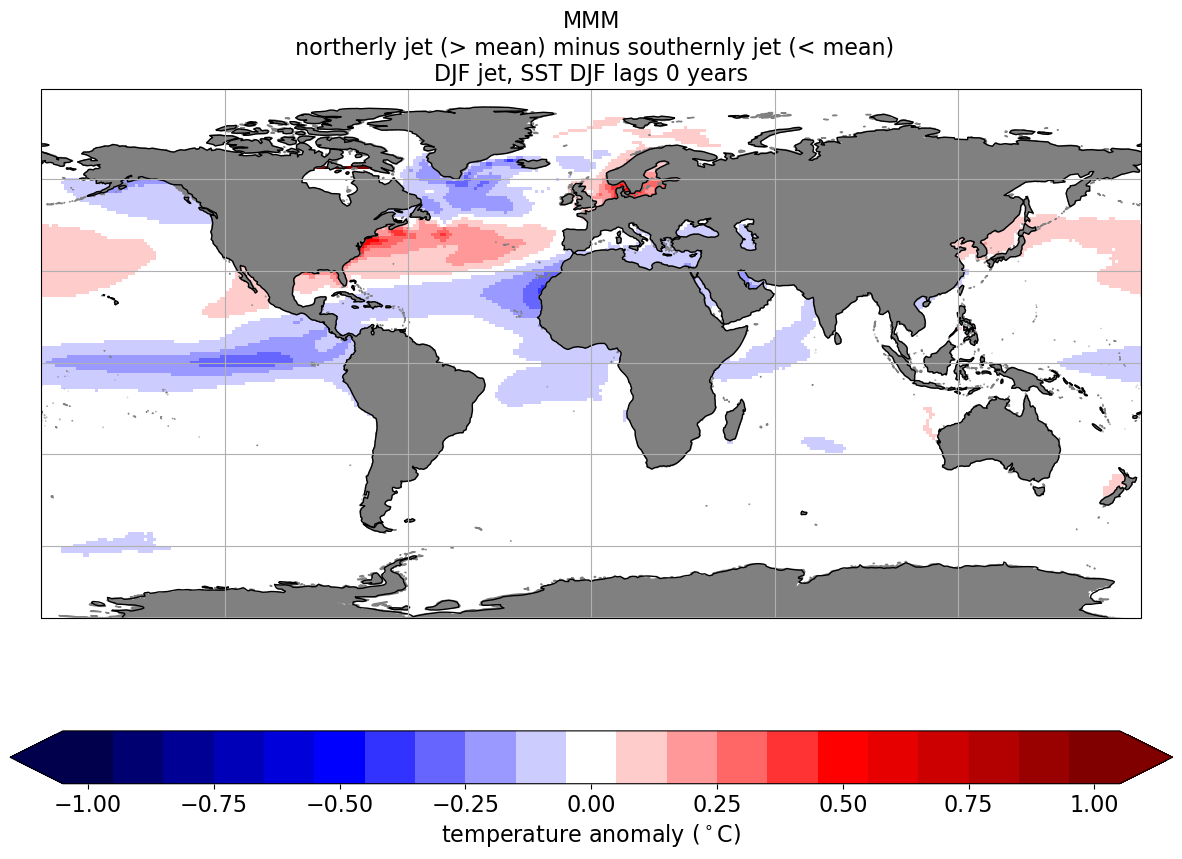 MMM
northerly jet (> mean) minus southernly jet (< mean)
DJF jet, SST DJF lags 0 years
−1.00 −0.75 −0.50 −0.25 0.00 0.25 0.50 0.75 1.00
temperature anomaly (°C)